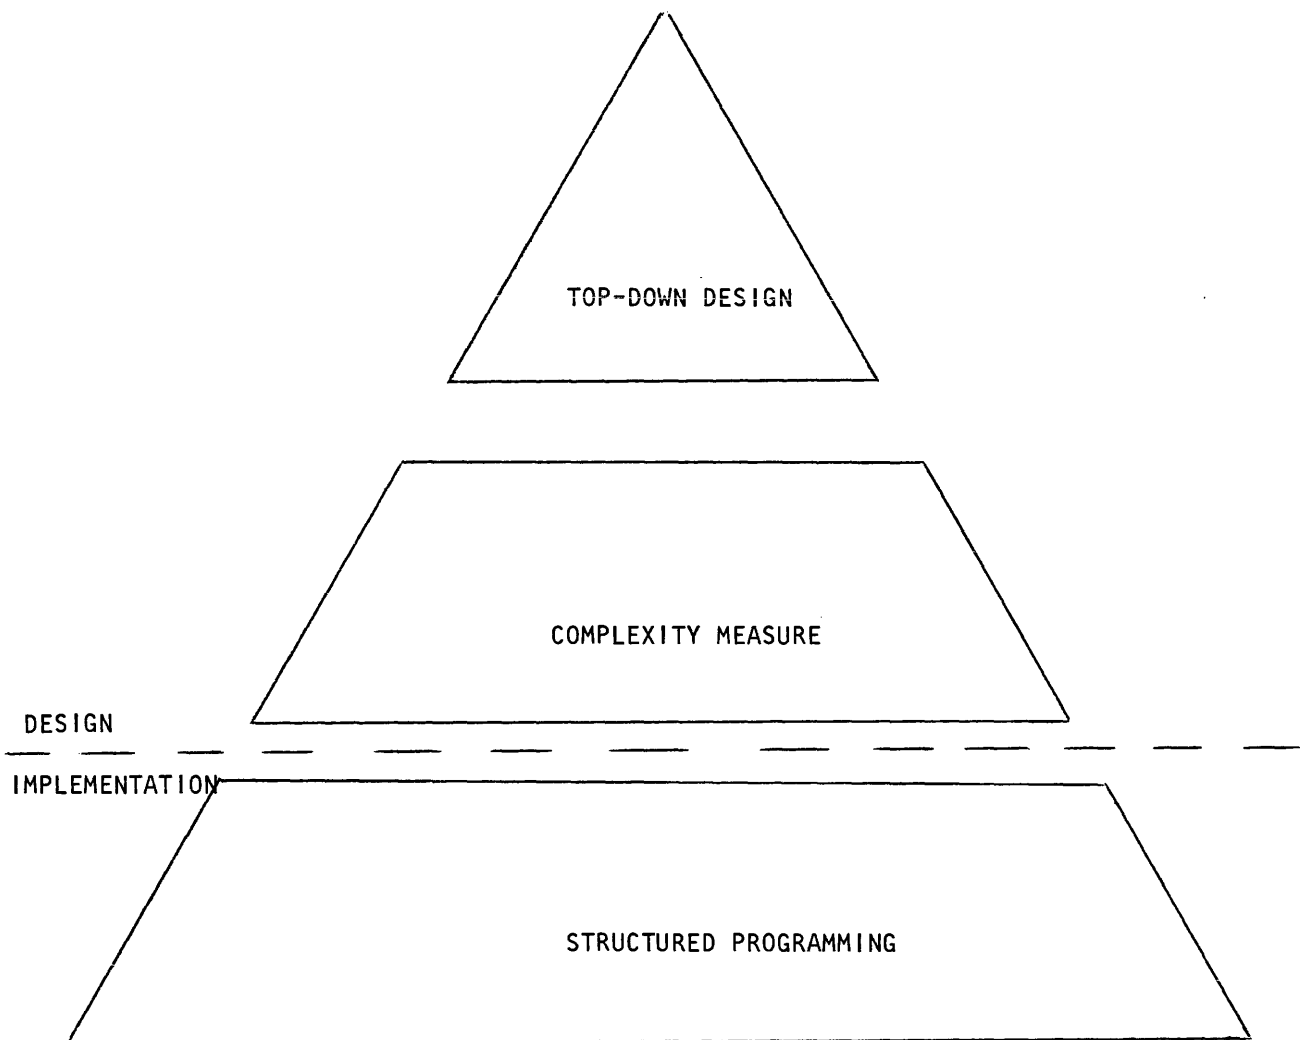 TOP-DOWN DESIGN
COMPLEXITY MEASURE
DESIGN
IMPLEMENTATION
STRUCTURED PROGRAMMING